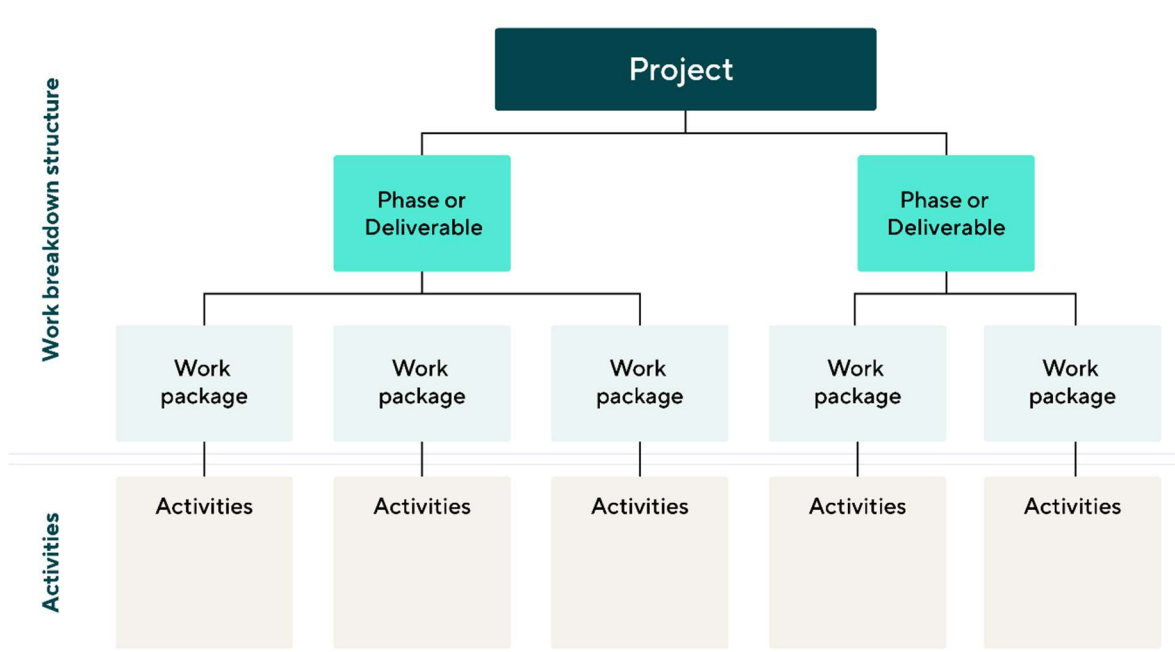 Work breakdown structure
Project
Phase or
Deliverable
Phase or
Deliverable
Work
package
Work
package
Work
package
Work
package
Work
package
Activities
Activities
Activities
Activities
Activities
Activities